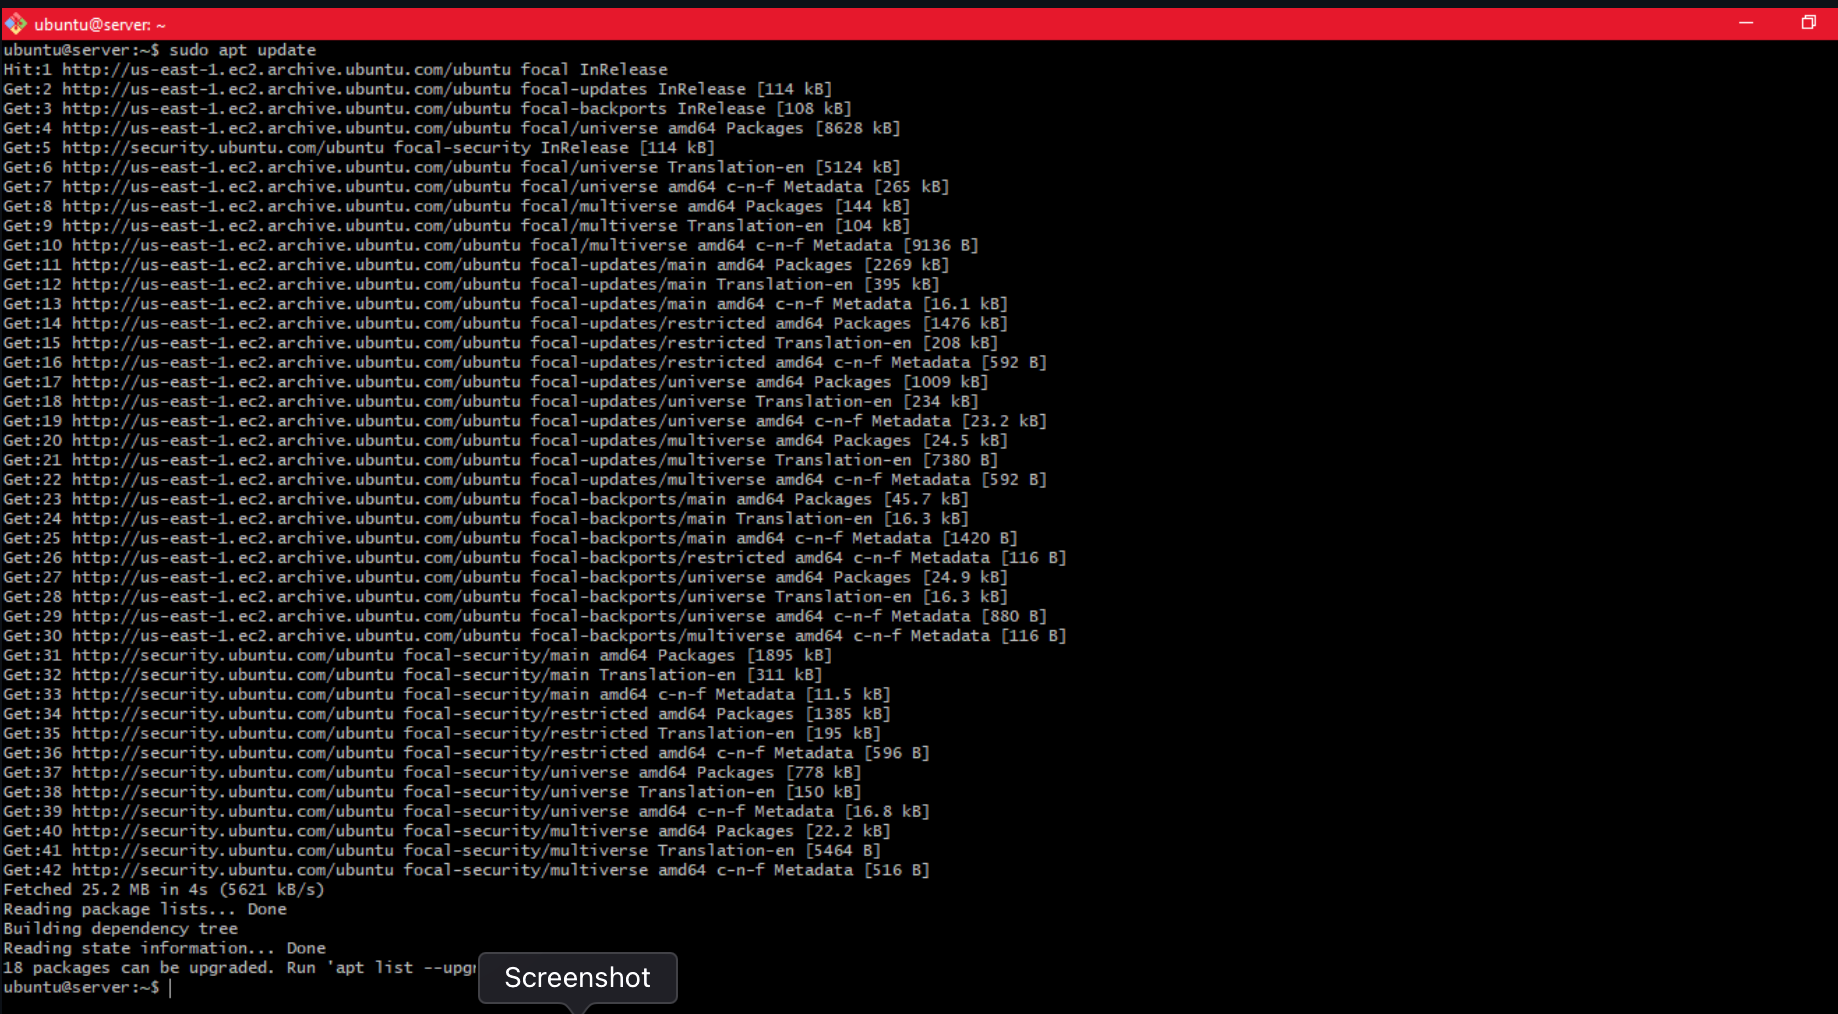 ubuntu@server: ~
ubuntu@server:~$ sudo apt update
Hit:1 http://us-east-1.ec2.archive.ubuntu.com/ubuntu focal InRelease
Get:2 http://us-east-1.ec2.archive.ubuntu.com/ubuntu focal-updates InRelease [114 kB]
Get:3 http://us-east-1.ec2.archive.ubuntu.com/ubuntu focal-backports InRelease [108 kB]
Get:4 http://us-east-1.ec2.archive.ubuntu.com/ubuntu focal/universe amd64 Packages [8628 kB]
Get:5 http://security.ubuntu.com/ubuntu focal-security InRelease [114 kB]
Get:6 http://us-east-1.ec2.archive.ubuntu.com/ubuntu focal/universe Translation-en [5124 kB]
Get:7 http://us-east-1.ec2.archive.ubuntu.com/ubuntu focal/universe amd64 c-n-f Metadata [265 kB]
Get:8 http://us-east-1.ec2.archive.ubuntu.com/ubuntu focal/multiverse amd64 Packages [144 kB]
Get:9 http://us-east-1.ec2.archive.ubuntu.com/ubuntu focal/multiverse Translation-en [104 kB]
Get:10 http://us-east-1.ec2.archive.ubuntu.com/ubuntu focal/multiverse amd64 c-n-f Metadata [9136 B]
Get:11 http://us-east-1.ec2.archive.ubuntu.com/ubuntu focal-updates/main amd64 Packages [2269 kB]
Get:12 http://us-east-1.ec2.archive.ubuntu.com/ubuntu focal-updates/main Translation-en [395 kB]
Get:13 http://us-east-1.ec2.archive.ubuntu.com/ubuntu focal-updates/main amd64 c-n-f Metadata [16.1 kB]
Get:14 http://us-east-1.ec2.archive.ubuntu.com/ubuntu focal-updates/restricted amd64 Packages [1476 kB]
Get:15 http://us-east-1.ec2.archive.ubuntu.com/ubuntu focal-updates/restricted Translation-en [208 kB]
Get:16 http://us-east-1.ec2.archive.ubuntu.com/ubuntu focal-updates/restricted amd64 c-n-f Metadata [592 B]
Get:17 http://us-east-1.ec2.archive.ubuntu.com/ubuntu focal-updates/universe amd64 Packages [1009 kB]
Get:18 http://us-east-1.ec2.archive.ubuntu.com/ubuntu focal-updates/universe Translation-en [234 kB]
Get:19 http://us-east-1.ec2.archive.ubuntu.com/ubuntu focal-updates/universe amd64 c-n-f Metadata [23.2 kB]
Get:20 http://us-east-1.ec2.archive.ubuntu.com/ubuntu focal-updates/multiverse amd64 Packages [24.5 kB]
Get:21 http://us-east-1.ec2.archive.ubuntu.com/ubuntu focal-updates/multiverse Translation-en [7380 B]
Get:22 http://us-east-1.ec2.archive.ubuntu.com/ubuntu focal-updates/multiverse amd64 c-n-f Metadata [592 B]
Get:23 http://us-east-1.ec2.archive.ubuntu.com/ubuntu focal-backports/main amd64 Packages [45.7 kB]
Get:24 http://us-east-1.ec2.archive.ubuntu.com/ubuntu focal-backports/main Translation-en [16.3 kB]
Get:25 http://us-east-1.ec2.archive.ubuntu.com/ubuntu focal-backports/main amd64 c-n-f Metadata [1420 B]
Get:26 http://us-east-1.ec2.archive.ubuntu.com/ubuntu focal-backports/restricted amd64 c-n-f Metadata [116 B]
Get:27 http://us-east-1.ec2.archive.ubuntu.com/ubuntu focal-backports/universe amd64 Packages [24.9 kB]
Get:28 http://us-east-1.ec2.archive.ubuntu.com/ubuntu focal-backports/universe Translation-en [16.3 kB]
Get:29 http://us-east-1.ec2.archive.ubuntu.com/ubuntu focal-backports/universe amd64 c-n-f Metadata [880 B]
Get:30 http://us-east-1.ec2.archive.ubuntu.com/ubuntu focal-backports/multiverse amd64 c-n-f Metadata [116 B]
Get:31 http://security.ubuntu.com/ubuntu focal-security/main amd64 Packages [1895 kB]
Get:32 http://security.ubuntu.com/ubuntu focal-security/main Translation-en [311 kB]
Get:33 http://security.ubuntu.com/ubuntu focal-security/main amd64 c-n-f Metadata [11.5 kB]
Get:34 http://security.ubuntu.com/ubuntu focal-security/restricted amd64 Packages [1385 kB]
Get:35 http://security.ubuntu.com/ubuntu focal-security/restricted Translation-en [195 kB]
Get:36 http://security.ubuntu.com/ubuntu focal-security/restricted amd64 c-n-f Metadata [596 B]
Get:37 http://security.ubuntu.com/ubuntu focal-security/universe amd64 Packages [778 kB]
Get:38 http://security.ubuntu.com/ubuntu focal-security/universe Translation-en [150 kB]
Get:39 http://security.ubuntu.com/ubuntu focal-security/universe amd64 c-n-f Metadata [16.8 kB]
Get:40 http://security.ubuntu.com/ubuntu focal-security/multiverse amd64 Packages [22.2 kB]
Get:41 http://security.ubuntu.com/ubuntu focal-security/multiverse Translation-en [5464 B]
Get:42 http://security.ubuntu.com/ubuntu focal-security/multiverse amd64 c-n-f Metadata [516 B]
Fetched 25.2 MB in 4s (5621 kB/s)
Reading package lists... Done
Building dependency tree
Reading state information... Done
18 packages can be upgraded. Run 'apt list
Screenshot
ubuntu@server:~$